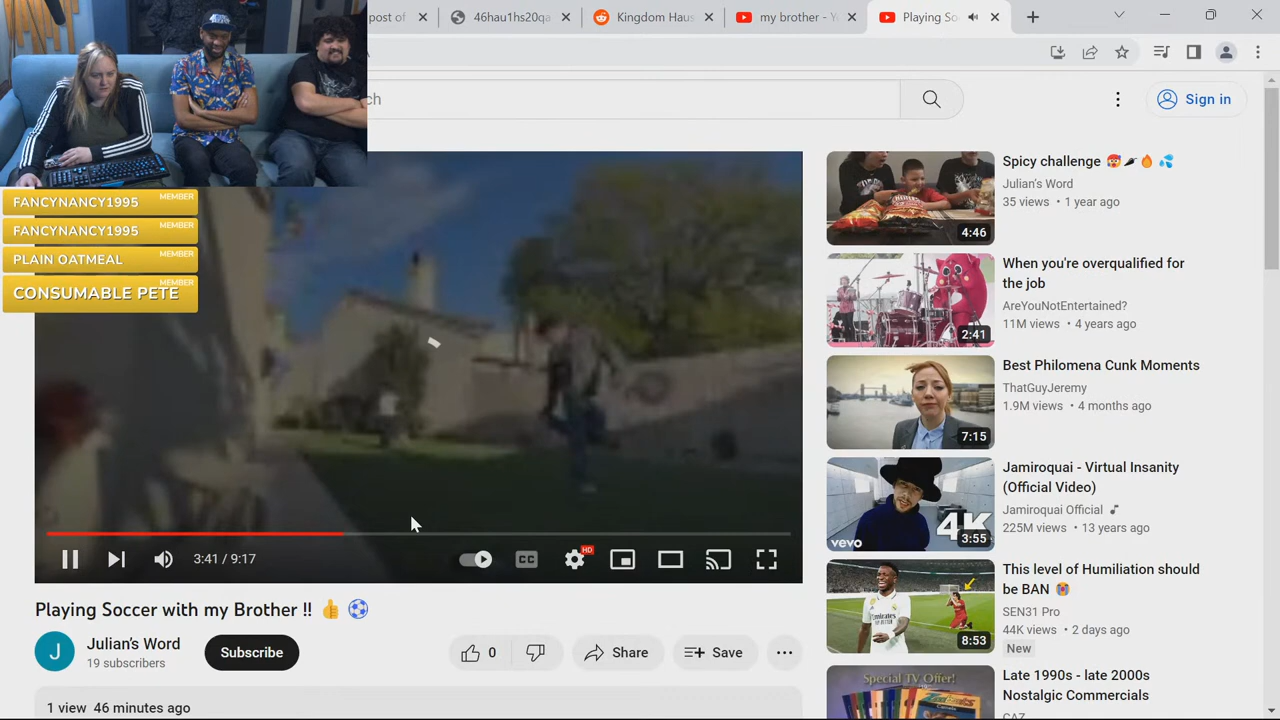 post of
4ihau1hs20qa
Kingdom Haus
my brother - Y
Playing So
ch
Sign in
FANCYNANCY1995
MEMBER
FANCYNANCY1995
MEMBER
PLAIN OATMEAL
MEMBER
CONSUMABLE PETE
MEMBER
3:41 / 9:17
CC
HD
Playing Soccer with my Brother !! 👍 ⚽
J
Julian's Word
19 subscribers
Subscribe
0
Share
Save
1 view 46 minutes ago
4:46
Spicy challenge 🥵 🌶 🔥 💦
Julian's Word
35 views • 1 year ago
2:41
When you're overqualified for
the job
AreYouNotEntertained?
11M views • 4 years ago
7:15
Best Philomena Cunk Moments
ThatGuyJeremy
1.9M views • 4 months ago
vevo
4K
3:55
Jamiroquai - Virtual Insanity
(Official Video)
Jamiroquai Official
225M views • 13 years ago
8:53
This level of Humiliation should
be BAN 😭
SEN31 Pro
44K views • 2 days ago
New
Special TV Offer!
Late 1990s - late 2000s
Nostalgic Commercials